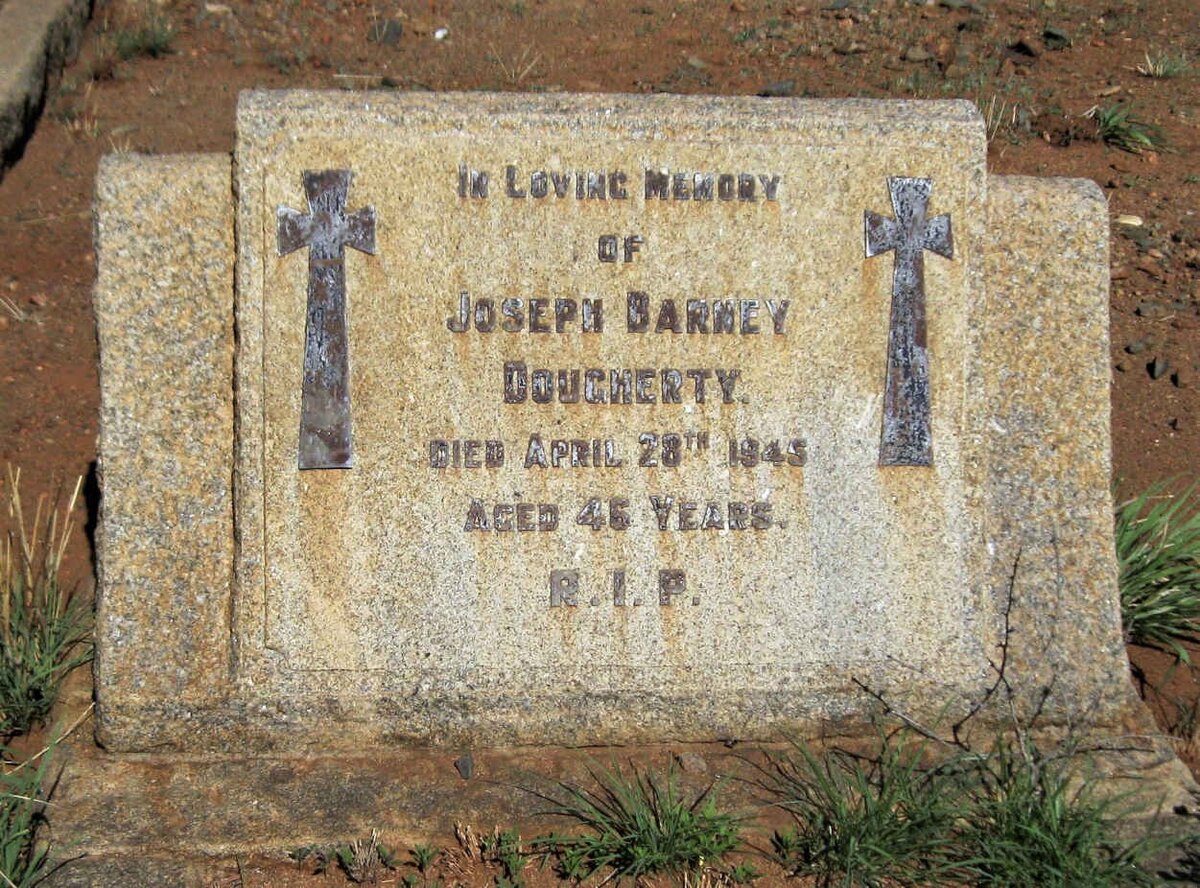 IN LOVING MEMORY
OF
JOSEPH BARNEY
DOUGHERTY.
DIED APRIL 28TH 1945
AGED 46 YEARS.
R.I.P.